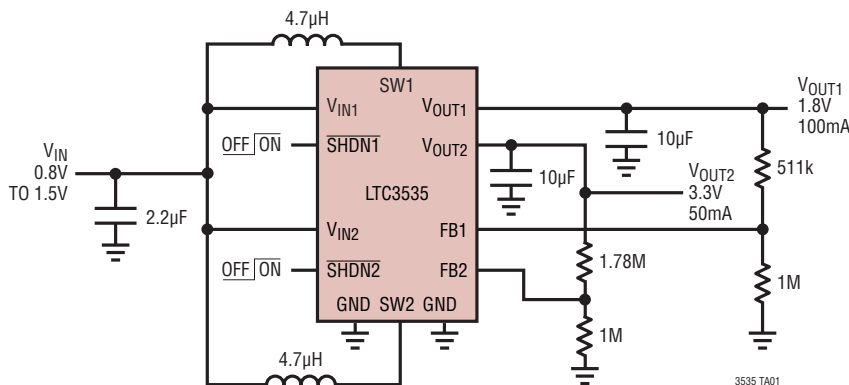 4.7µH
SW1
VIN1
VOUT1
VOUT1
1.8V
100mA
OFF ON
SHDN1
VOUT2
10µF
VIN
0.8V
TO 1.5V
10µF
511k
LTC3535
VOUT2
3.3V
50mA
2.2µF
VIN2
FB1
OFF ON
SHDN2
FB2
1.78M
1M
GND SW2 GND
1M
4.7µH
3535 TA01